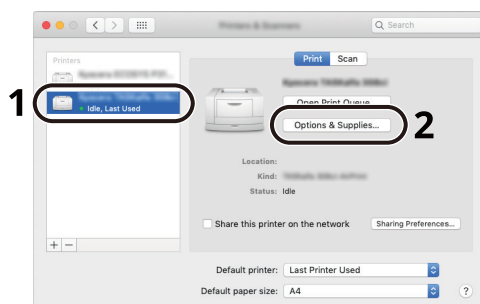 Search
Printers
Print Scan
1
Idle, Last Used
Open Print Queue
Options & Supplies...
2
Location:
Kind:
Status: Idle
Share this printer on the network
Sharing Preferences...
+ −
Default printer: Last Printer Used
Default paper size: A4
?